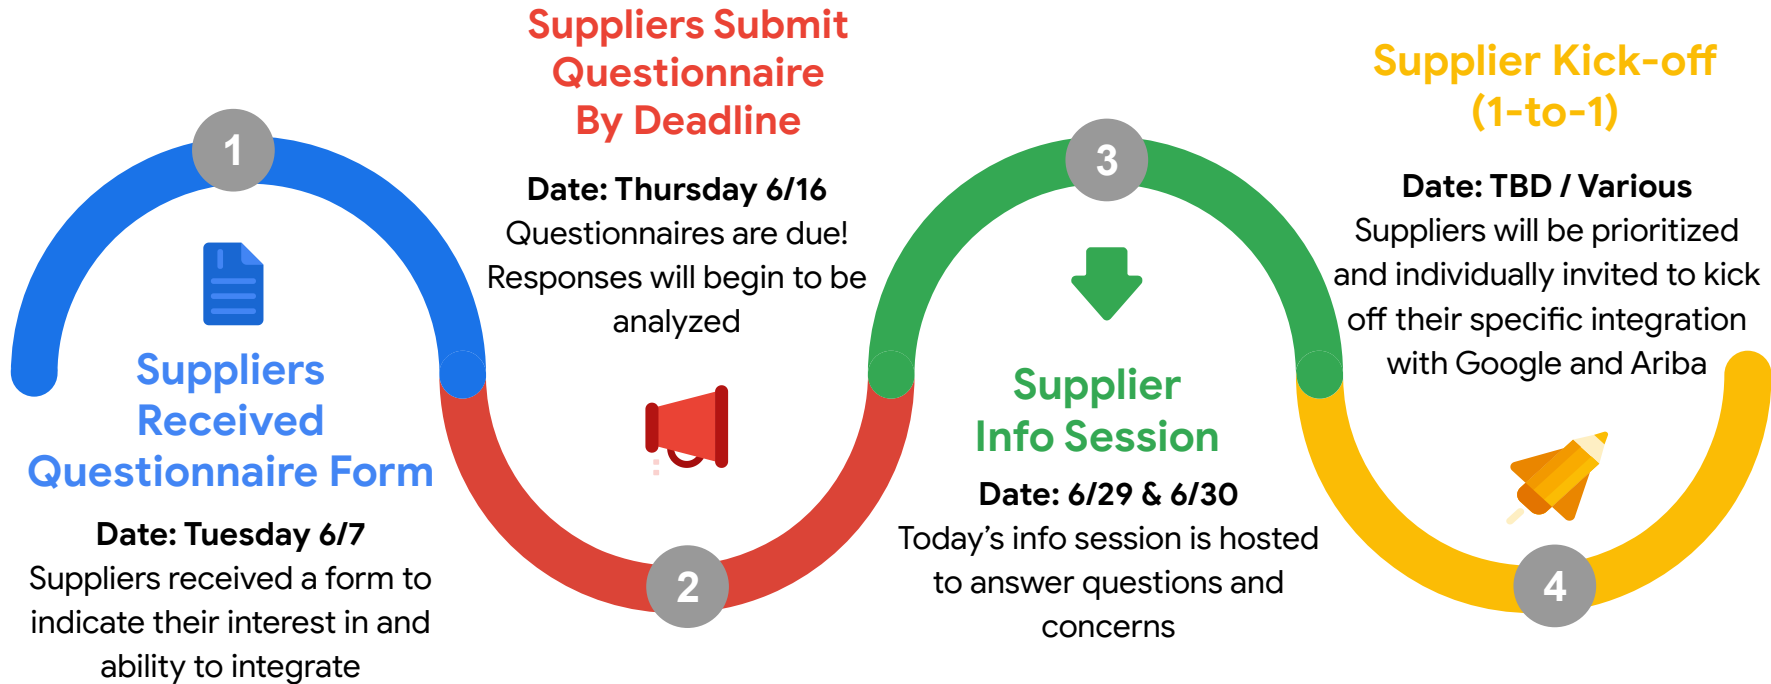 1
Suppliers
Received
Questionnaire Form
Date: Tuesday 6/7
Suppliers received a form to
indicate their interest in and
ability to integrate
Suppliers Submit
Questionnaire
By Deadline
Date: Thursday 6/16
Questionnaires are due!
Responses will begin to be
analyzed
2
3
Supplier
Info Session
Date: 6/29 & 6/30
Today’s info session is hosted
to answer questions and
concerns
Supplier Kick-off
(1-to-1)
Date: TBD / Various
Suppliers will be prioritized
and individually invited to kick
off their specific integration
with Google and Ariba
4